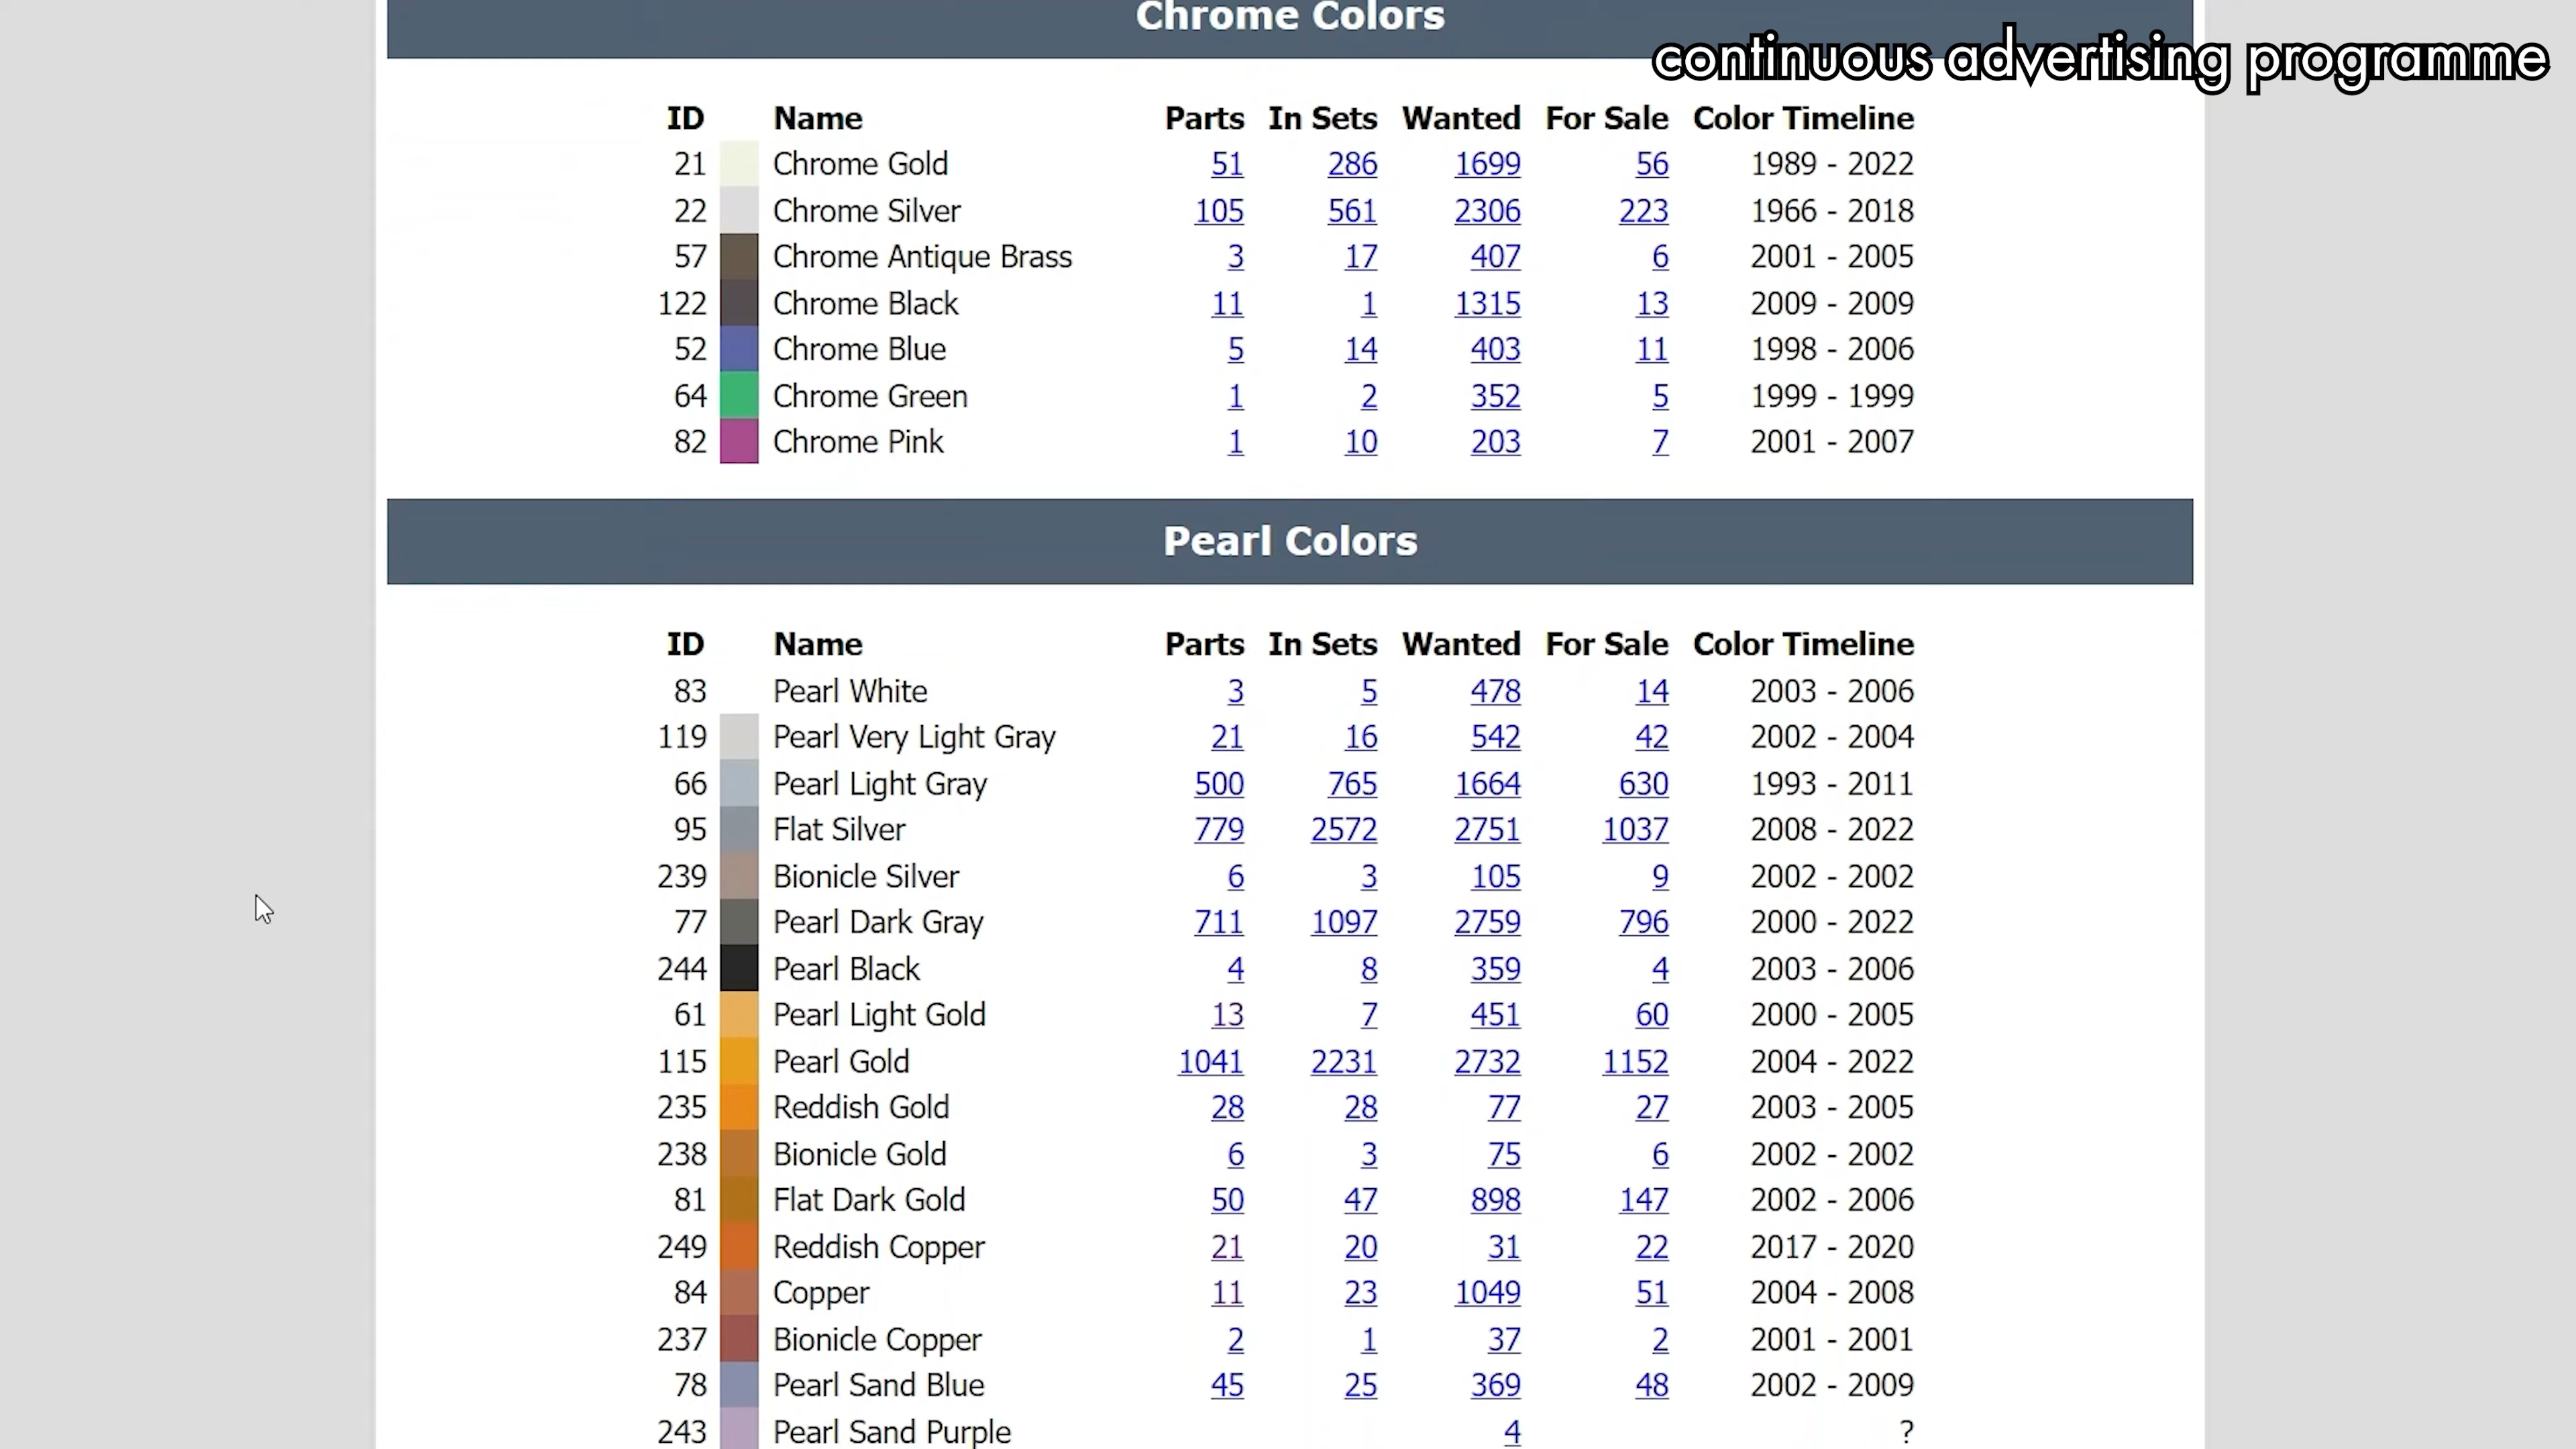 Chrome Colors
continuous advertising programme
ID Name Parts In Sets Wanted For Sale Color Timeline
21 Chrome Gold 51 286 1699 56 1989 - 2022
22 Chrome Silver 105 561 2306 223 1966 - 2018
57 Chrome Antique Brass 3 17 407 6 2001 - 2005
122 Chrome Black 11 1 1315 13 2009 - 2009
52 Chrome Blue 5 14 403 11 1998 - 2006
64 Chrome Green 1 2 352 5 1999 - 1999
82 Chrome Pink 1 10 203 7 2001 - 2007
Pearl Colors
ID Name Parts In Sets Wanted For Sale Color Timeline
83 Pearl White 3 5 478 14 2003 - 2006
119 Pearl Very Light Gray 21 16 542 42 2002 - 2004
66 Pearl Light Gray 500 765 1664 630 1993 - 2011
95 Flat Silver 779 2572 2751 1037 2008 - 2022
239 Bionicle Silver 6 3 105 9 2002 - 2002
77 Pearl Dark Gray 711 1097 2759 796 2000 - 2022
244 Pearl Black 4 8 359 4 2003 - 2006
61 Pearl Light Gold 13 7 451 60 2000 - 2005
115 Pearl Gold 1041 2231 2732 1152 2004 - 2022
235 Reddish Gold 28 28 77 27 2003 - 2005
238 Bionicle Gold 6 3 75 6 2002 - 2002
81 Flat Dark Gold 50 47 898 147 2002 - 2006
249 Reddish Copper 21 20 31 22 2017 - 2020
84 Copper 11 23 1049 51 2004 - 2008
237 Bionicle Copper 2 1 37 2 2001 - 2001
78 Pearl Sand Blue 45 25 369 48 2002 - 2009
243 Pearl Sand Purple 4 ?